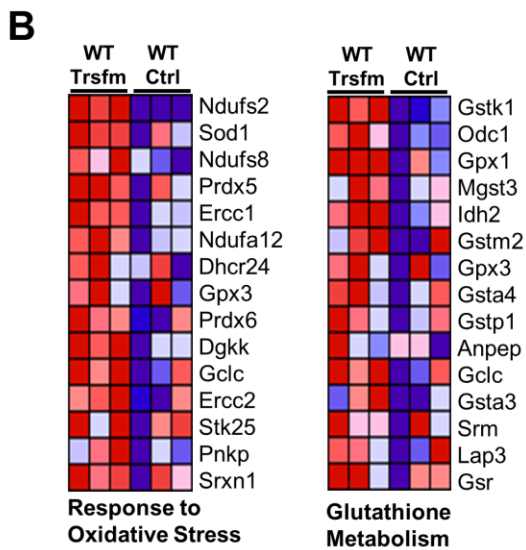 B
WT
Trsfm
WT
Ctrl
Ndufs2
Sod1
Ndufs8
Prdx5
Ercc1
Ndufa12
Dhcr24
Gpx3
Prdx6
Dgkk
Gclc
Ercc2
Stk25
Pnkp
Srxn1
Response to
Oxidative Stress
WT
Trsfm
WT
Ctrl
Gstk1
Odc1
Gpx1
Mgst3
Idh2
Gstm2
Gpx3
Gsta4
Gstp1
Anpep
Gclc
Gsta3
Srm
Lap3
Gsr
Glutathione
Metabolism